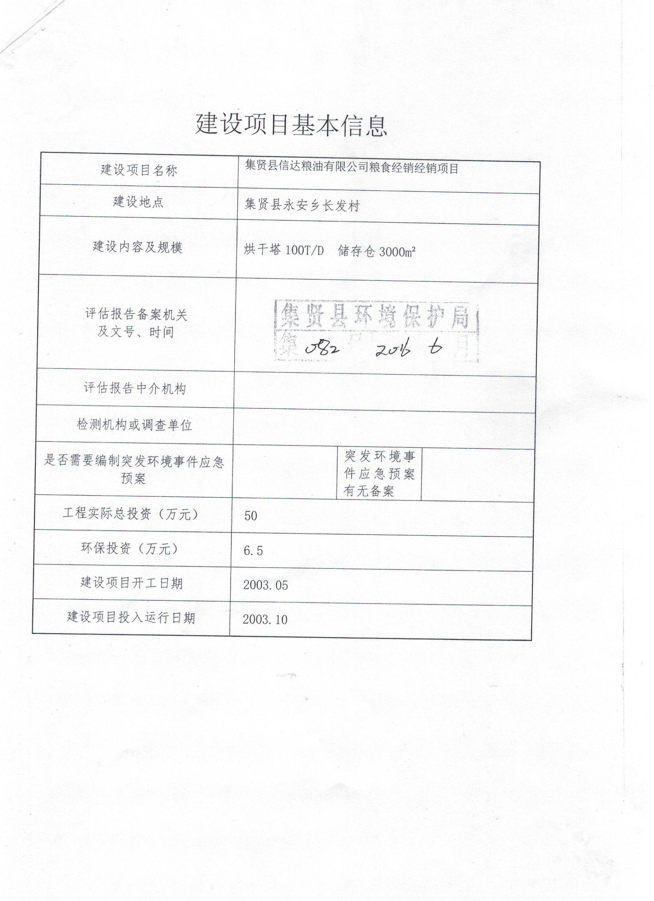 建设项目基本信息
建设项目名称
集贤县信达粮油有限公司粮食经销经销项目
建设地点
集贤县永安乡长发村
建设内容及规模
烘干塔 100T/D 储存仓 3000m²
评估报告备案机关
及文号、时间
集贤县环境保护局
集 082 2016 6 月
评估报告中介机构
检测机构或调查单位
是否需要编制突发环境事件应急
预案
突发环境事
件应急预案
有无备案
工程实际总投资（万元）
50
环保投资（万元）
6.5
建设项目开工日期
2003.05
建设项目投入运行日期
2003.10